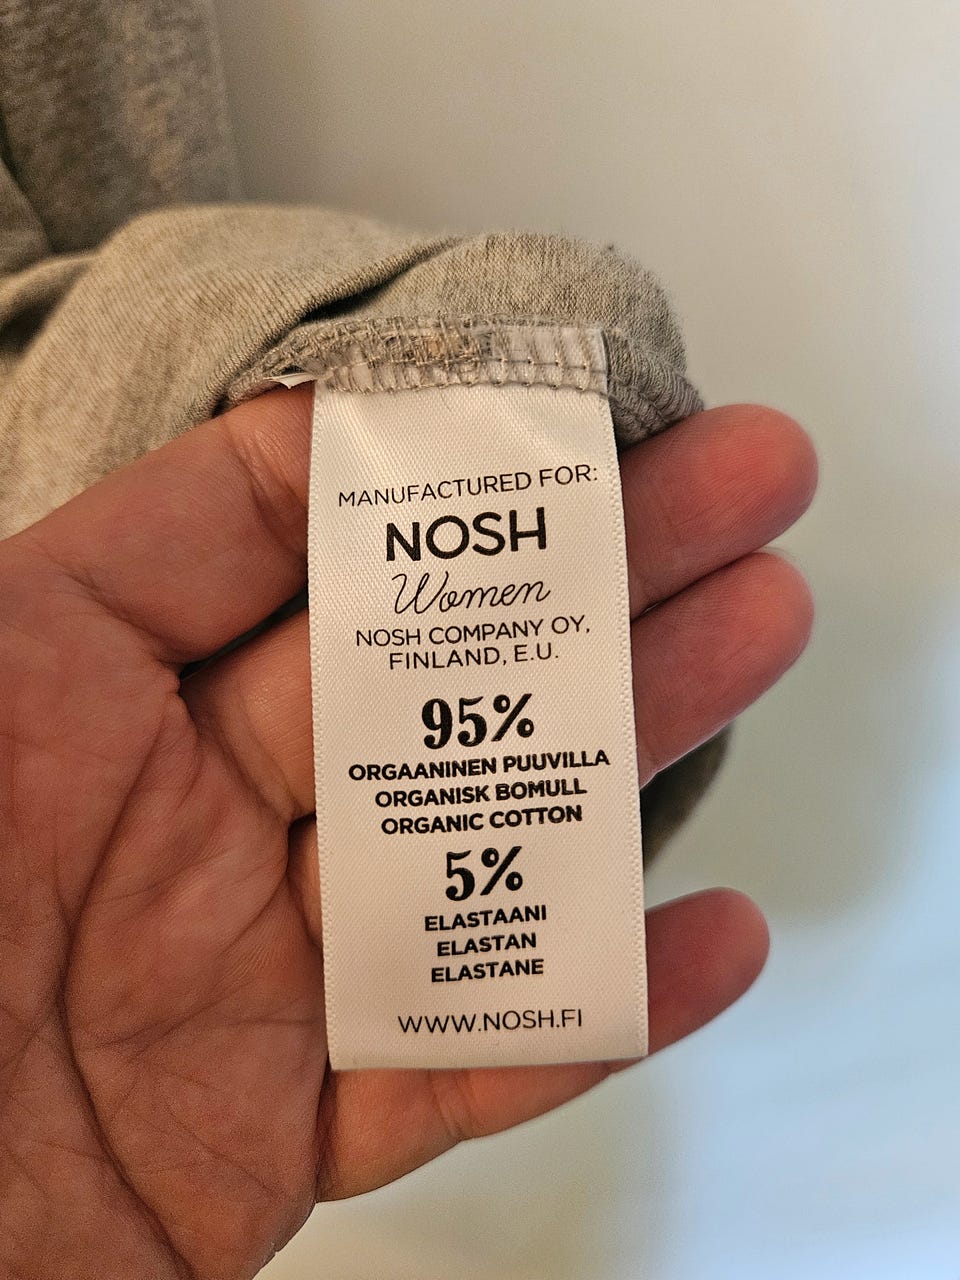 MANUFACTURED FOR:
NOSH
Women
NOSH COMPANY OY,
FINLAND, E.U.
95%
ORGAANINEN PUUVILLA
ORGANISK BOMULL
ORGANIC COTTON
5%
ELASTAANI
ELASTAN
ELASTANE
WWW.NOSH.FI